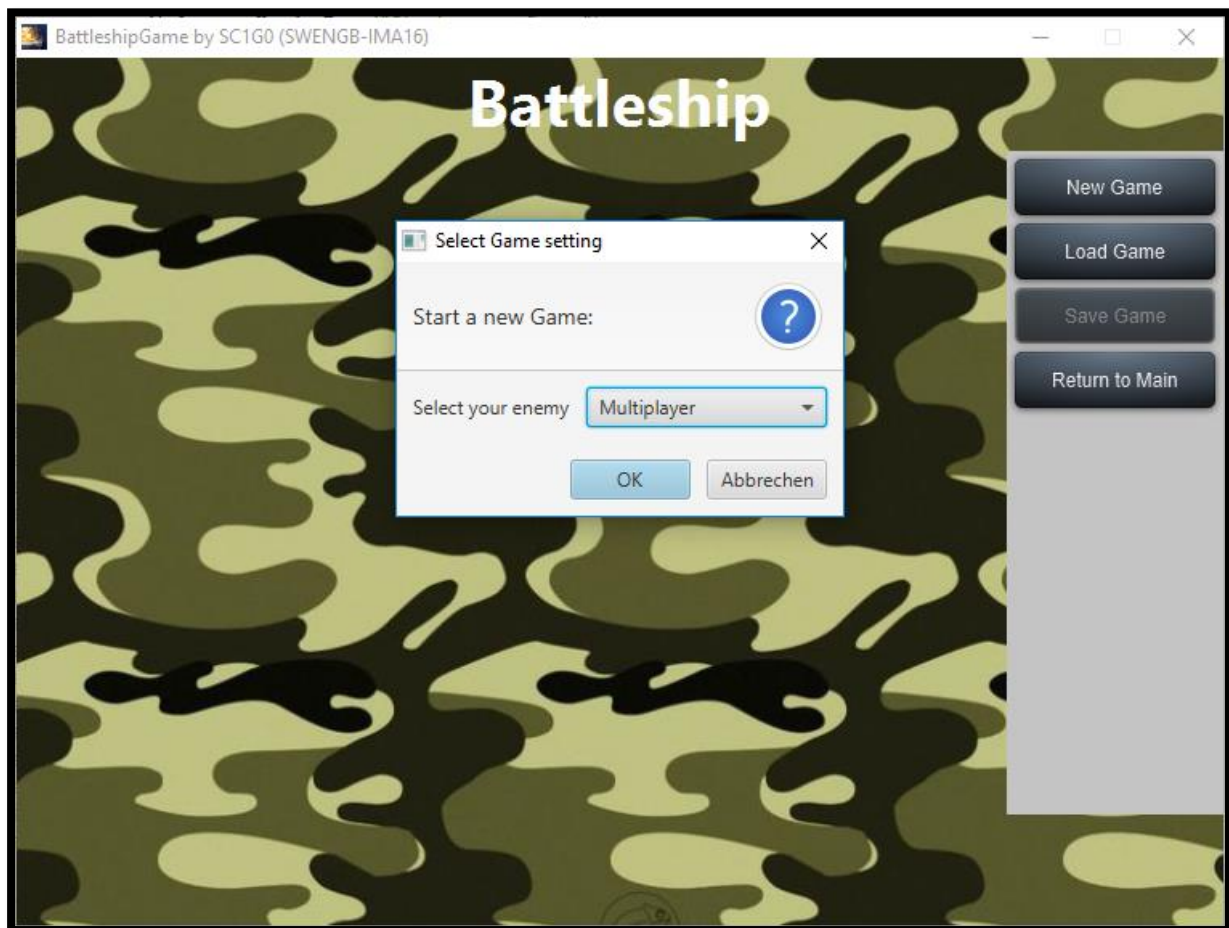 BattleshipGame by SC1G0 (SWENGB-IMA16)
Battleship
New Game
Load Game
Save Game
Return to Main
Select Game setting
Start a new Game:
?
Select your enemy Multiplayer
OK Abbrechen